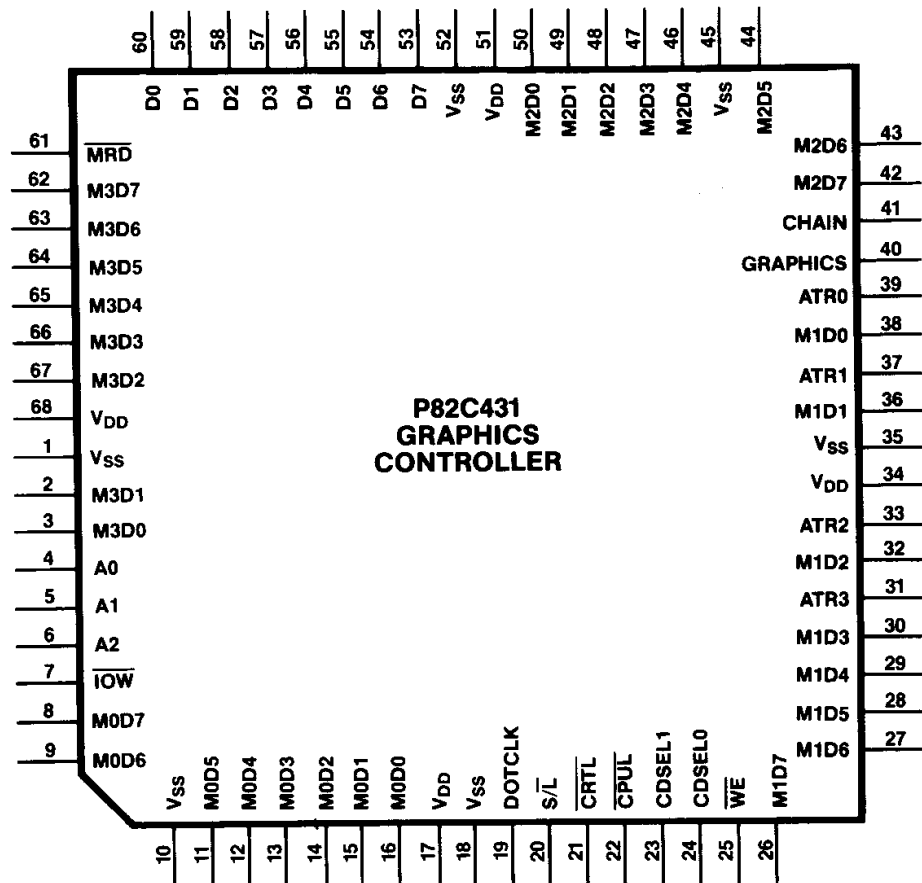 60 59 58 57 56 55 54 53 52 51 50 49 48 47 46 45 44
D0 D1 D2 D3 D4 D5 D6 D7 VSS VDD M2D0 M2D1 M2D2 M2D3 M2D4 VSS M2D5
61 MRD
62 M3D7
63 M3D6
64 M3D5
65 M3D4
66 M3D3
67 M3D2
68 VDD
1 VSS
2 M3D1
3 M3D0
4 A0
5 A1
6 A2
7 IOW
8 M0D7
9 M0D6
P82C431
GRAPHICS
CONTROLLER
M2D6 43
M2D7 42
CHAIN 41
GRAPHICS 40
ATR0 39
M1D0 38
ATR1 37
M1D1 36
VSS 35
VDD 34
ATR2 33
M1D2 32
ATR3 31
M1D3 30
M1D4 29
M1D5 28
M1D6 27
VSS M0D5 M0D4 M0D3 M0D2 M0D1 M0D0 VDD VSS DOTCLK S/L CRTL CPUL CDSEL1 CDSEL0 WE M1D7
10 11 12 13 14 15 16 17 18 19 20 21 22 23 24 25 26